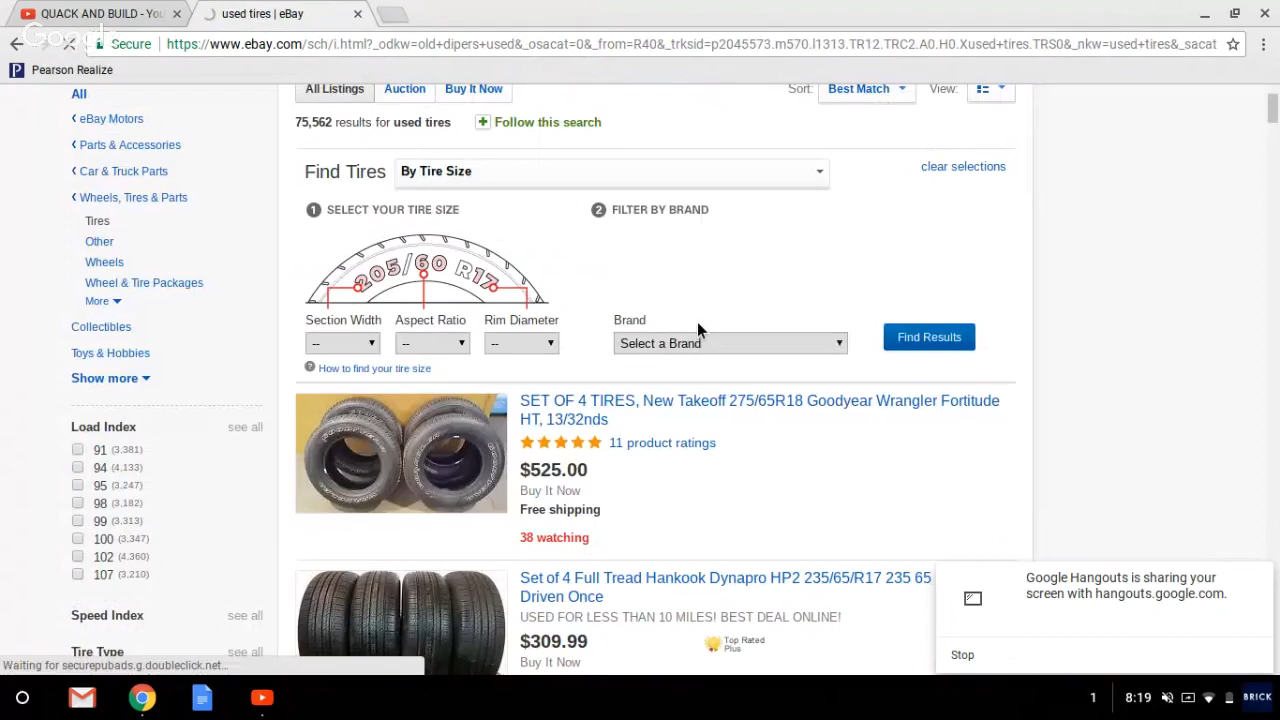 QUACK AND BUILD - You
used tires | eBay
Google
Secure
https://www.ebay.com/sch/i.html?_odkw=old+dipers+used&_osacat=0&_from=R40&_trksid=p2045573.m570.l1313.TR12.TRC2.A0.H0.Xused+tires.TRS0&_nkw=used+tires&_sacat
Pearson Realize
All
eBay Motors
Parts & Accessories
Car & Truck Parts
Wheels, Tires & Parts
Tires
Other
Wheels
Wheel & Tire Packages
More
Collectibles
Toys & Hobbies
Show more
Load Index see all
91 (3,381)
94 (4,133)
95 (3,247)
98 (3,182)
99 (3,313)
100 (3,347)
102 (4,360)
107 (3,210)
Speed Index see all
Tire Type see all
All Listings Auction Buy It Now
Sort: Best Match View:
75,562 results for used tires Follow this search
Find Tires By Tire Size clear selections
1 SELECT YOUR TIRE SIZE 2 FILTER BY BRAND
205/60 R17
Section Width Aspect Ratio Rim Diameter Brand
-- -- -- Select a Brand Find Results
? How to find your tire size
SET OF 4 TIRES, New Takeoff 275/65R18 Goodyear Wrangler Fortitude
HT, 13/32nds
11 product ratings
$525.00
Buy It Now
Free shipping
38 watching
Set of 4 Full Tread Hankook Dynapro HP2 235/65/R17 235 65
Driven Once
USED FOR LESS THAN 10 MILES! BEST DEAL ONLINE!
$309.99
Top Rated
Plus
Buy It Now
Google Hangouts is sharing your
screen with hangouts.google.com.
Stop
Waiting for securepubads.g.doubleclick.net...
1 8:19 BRICK